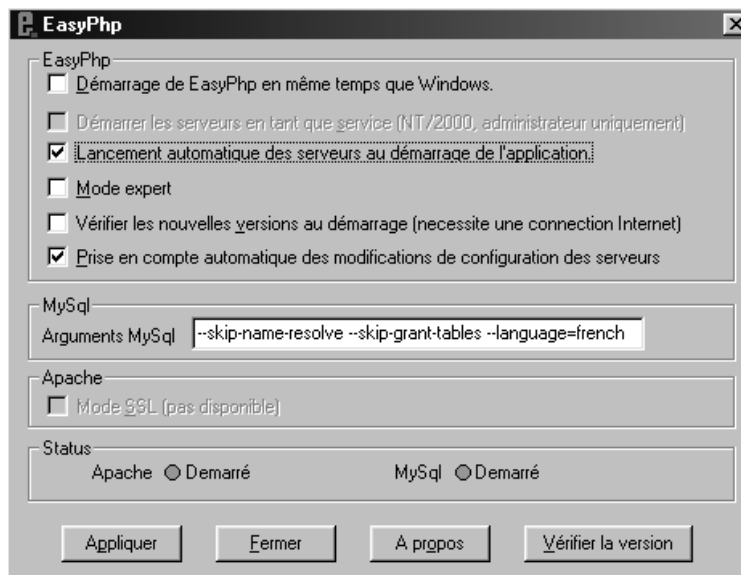 EasyPhp
EasyPhp
Démarrage de EasyPhp en même temps que Windows.
Démarrer les serveurs en tant que service (NT/2000, administrateur uniquement)
Lancement automatique des serveurs au démarrage de l'application.
Mode expert
Vérifier les nouvelles versions au démarrage (necessite une connection Internet)
Prise en compte automatique des modifications de configuration des serveurs
MySql
Arguments MySql --skip-name-resolve --skip-grant-tables --language=french
Apache
Mode SSL (pas disponible)
Status
Apache Demarré MySql Demarré
Appliquer Fermer A propos Vérifier la version